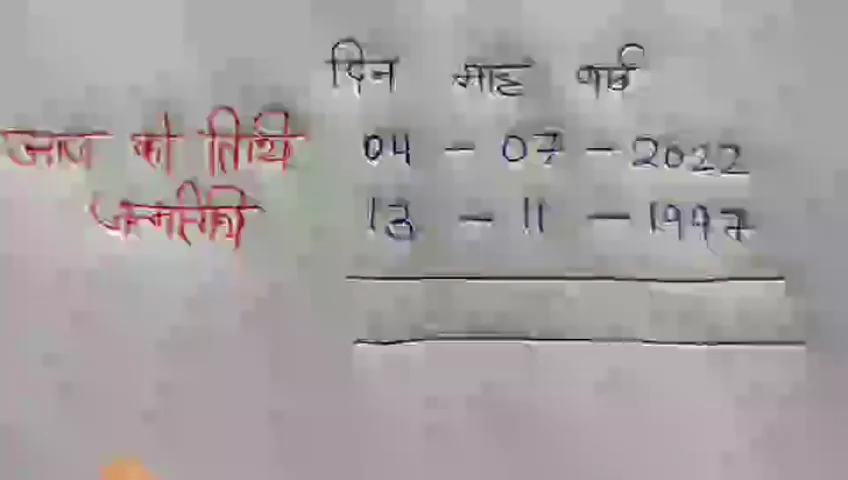 दिन माह वर्ष
आज की तिथि 04 - 07 - 2022
जन्मतिथि 13 - 11 - 1997